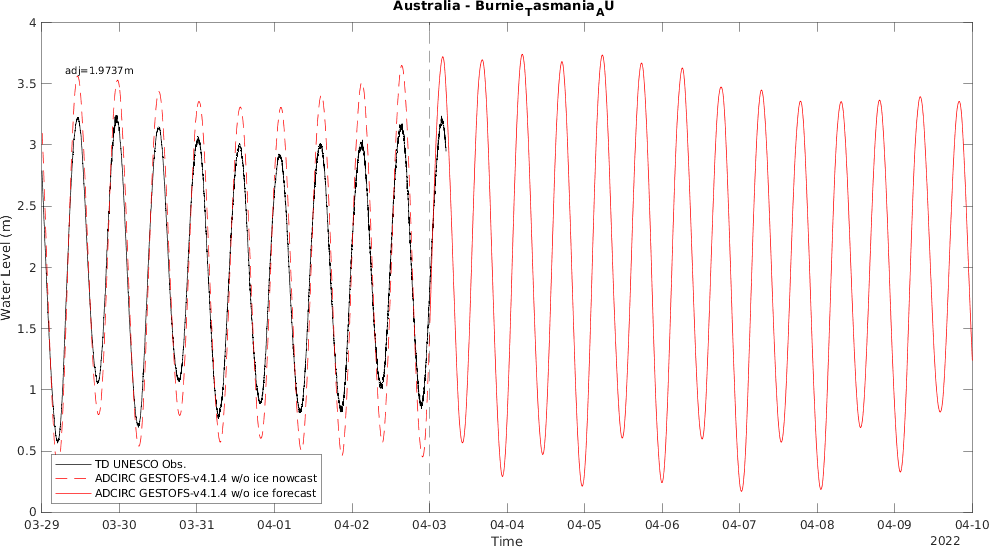 Australia - Burnie_Tasmania_AU
adj=1.9737m
4
3.5
3
2.5
2
1.5
1
0.5
0
Water Level (m)
TD UNESCO Obs.
ADCIRC GESTOFS-v4.1.4 w/o ice nowcast
ADCIRC GESTOFS-v4.1.4 w/o ice forecast
03-29 03-30 03-31 04-01 04-02 04-03 04-04 04-05 04-06 04-07 04-08 04-09 04-10
Time
2022